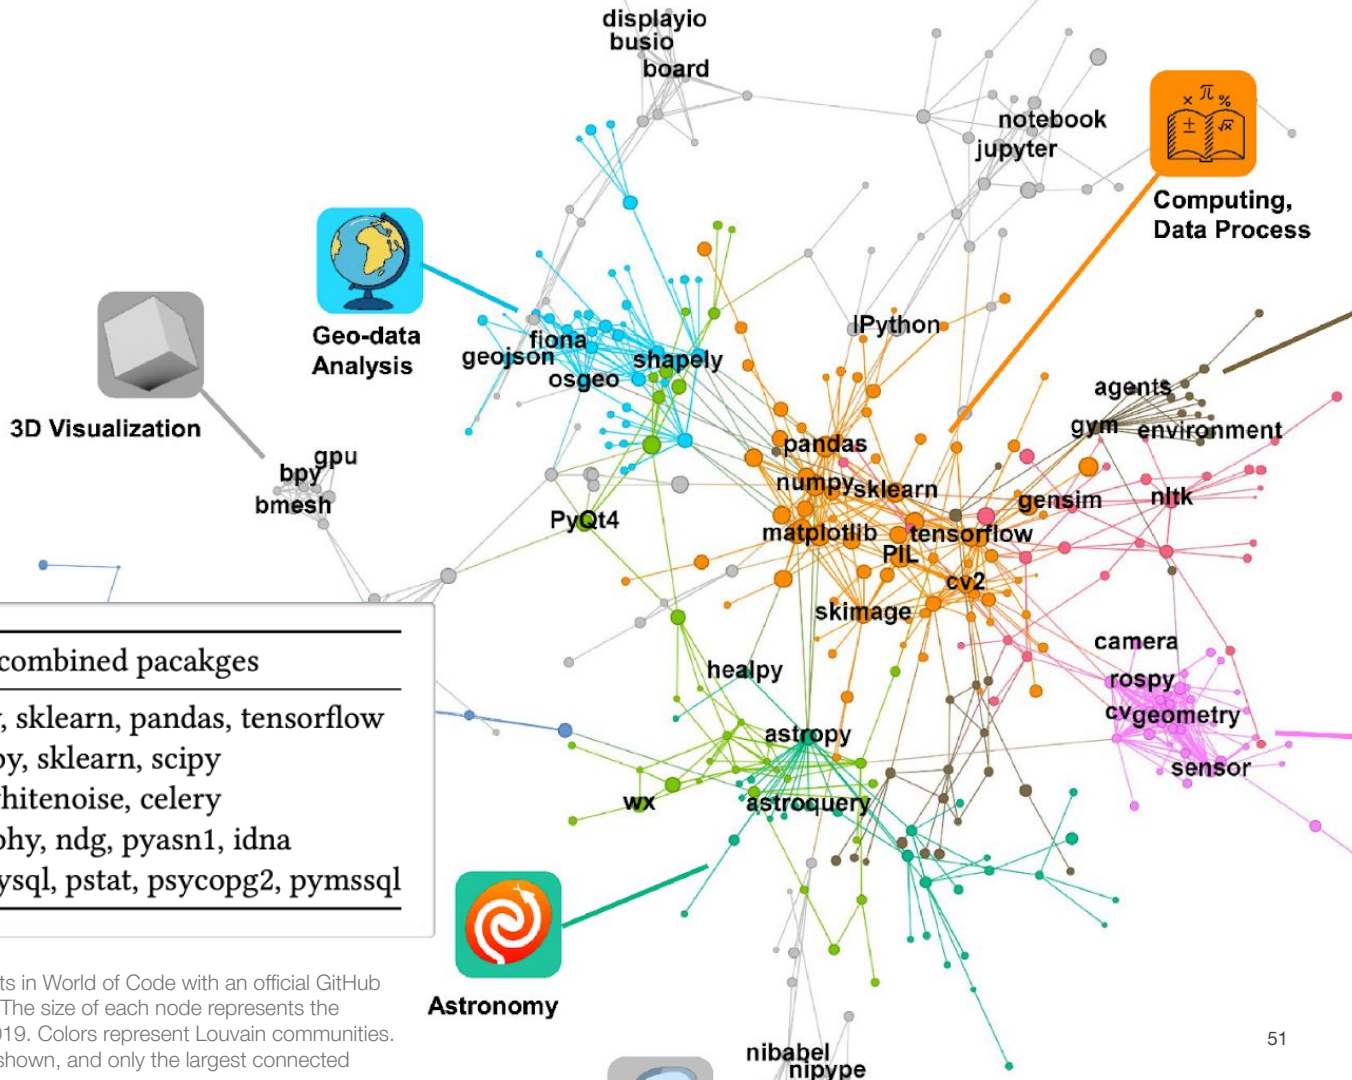 displayio
busio
board
notebook
jupyter
× π %
± √x
Computing,
Data Process
Geo-data
Analysis
fiona
geojson
osgeo
shapely
IPython
3D Visualization
gpu
bpy
bmesh
agents
gym
environment
pandas
numpy
sklearn
gensim
nltk
PyQt4
matplotlib
tensorflow
PIL
cv2
skimage
camera
rospy
cv
geometry
sensor
healpy
astropy
wx
astroquery
combined pacakges
, sklearn, pandas, tensorflow
py, sklearn, scipy
whitenoise, celery
phy, ndg, pyasn1, idna
ysql, pstat, psycopg2, pymssql
Astronomy
ts in World of Code with an official GitHub
The size of each node represents the
019. Colors represent Louvain communities.
shown, and only the largest connected
nibabel
nipype
51